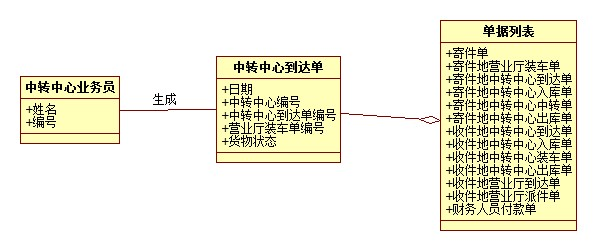 中转中心业务员
+姓名
+编号
生成
中转中心到达单
+日期
+中转中心编号
+中转中心到达单编号
+营业厅装车单编号
+货物状态
单据列表
+寄件单
+寄件地营业厅装车单
+寄件地中转中心到达单
+寄件地中转中心入库单
+寄件地中转中心中转单
+寄件地中转中心出库单
+收件地中转中心到达单
+收件地中转中心入库单
+收件地中转中心装车单
+收件地中转中心出库单
+收件地营业厅到达单
+收件地营业厅派件单
+财务人员付款单